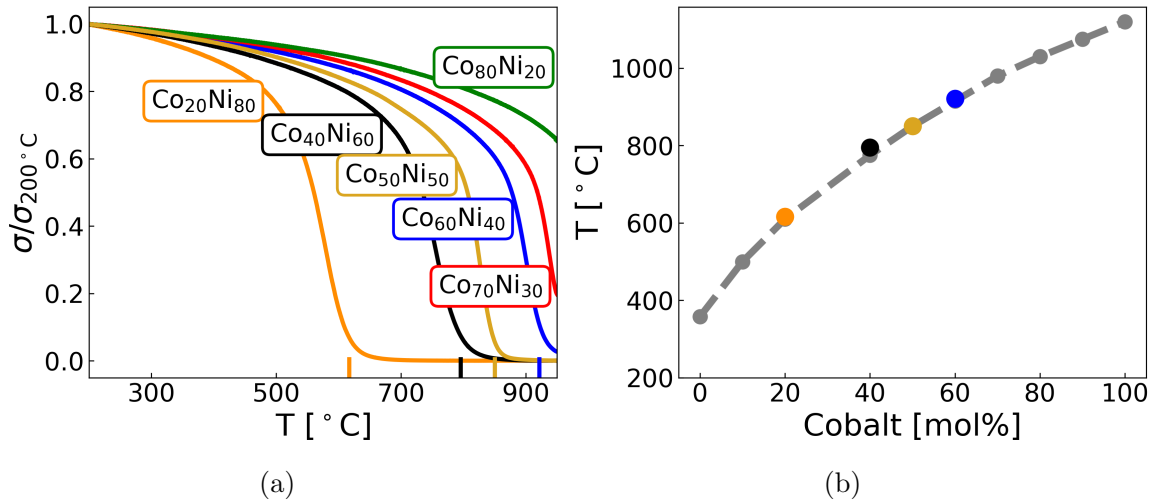 1.0
0.8
0.6
0.4
0.2
0.0
σ/σ₂₀₀°C
Co₈₀Ni₂₀
Co₂₀Ni₈₀
Co₄₀Ni₆₀
Co₅₀Ni₅₀
Co₆₀Ni₄₀
Co₇₀Ni₃₀
300 500 700 900
T [°C]
(a)
1000
800
600
400
200
T [°C]
0 20 40 60 80 100
Cobalt [mol%]
(b)